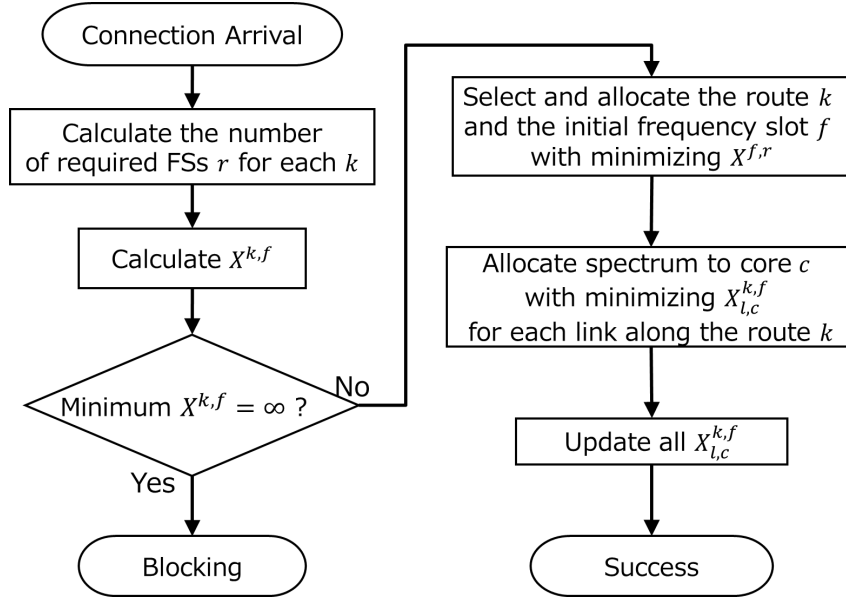 Connection Arrival
Calculate the number
of required FSs r for each k
Calculate X^{k,f}
Minimum X^{k,f} = ∞ ?
No
Yes
Blocking
Select and allocate the route k
and the initial frequency slot f
with minimizing X^{f,r}
Allocate spectrum to core c
with minimizing X_{l,c}^{k,f}
for each link along the route k
Update all X_{l,c}^{k,f}
Success